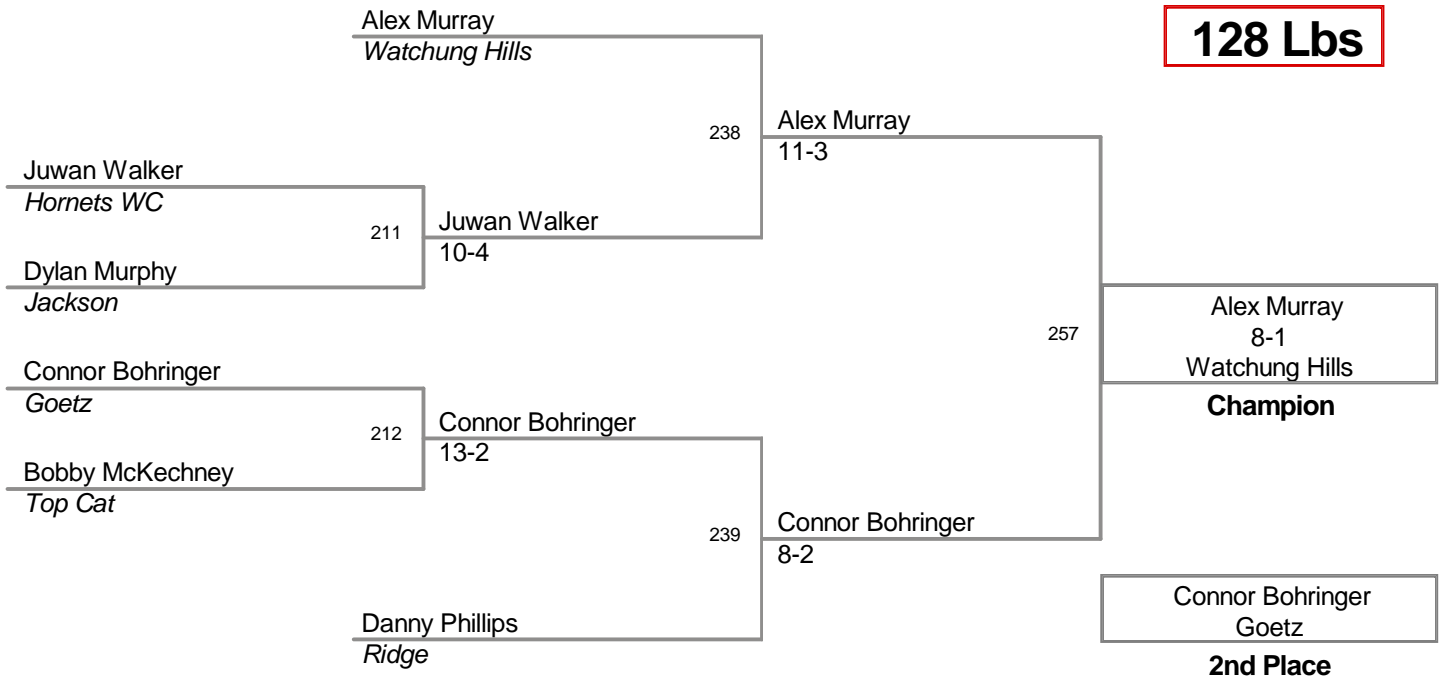 Alex Murray
Watchung Hills
128 Lbs
238
Alex Murray
11-3
Juwan Walker
Hornets WC
211
Juwan Walker
10-4
Dylan Murphy
Jackson
257
Alex Murray
8-1
Watchung Hills
Champion
Connor Bohringer
Goetz
212
Connor Bohringer
13-2
Bobby McKechney
Top Cat
239
Connor Bohringer
8-2
Danny Phillips
Ridge
Connor Bohringer
Goetz
2nd Place